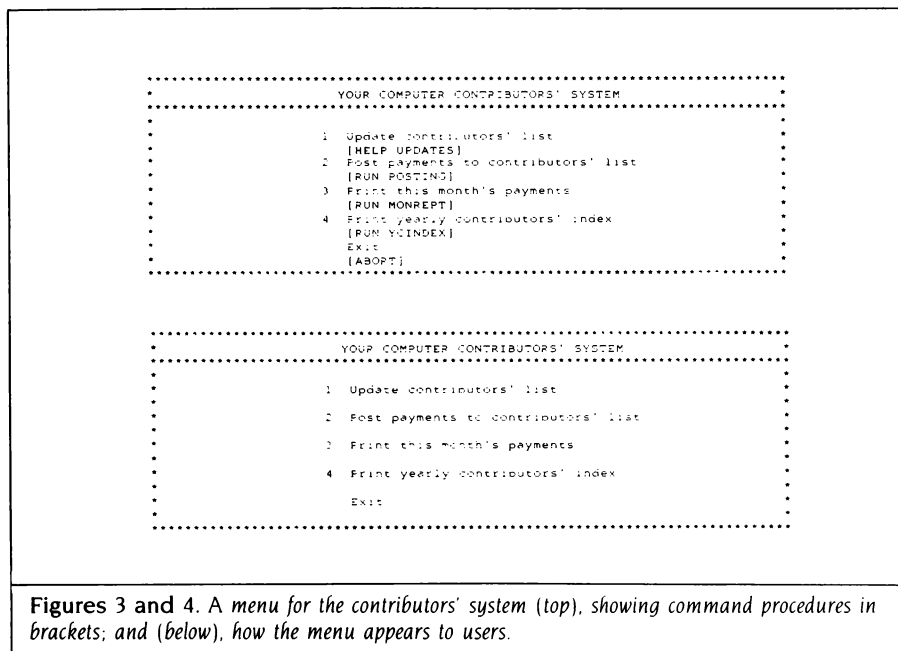 YOUR COMPUTER CONTRIBUTORS' SYSTEM
1 Update contributors' list
[HELP UPDATES]
2 Post payments to contributors' list
[RUN POSTING]
3 Print this month's payments
[RUN MONREPT]
4 Print yearly contributors' index
[RUN YCINDEX]
Exit
[ABORT]
YOUR COMPUTER CONTRIBUTORS' SYSTEM
1 Update contributors' list
2 Post payments to contributors' list
3 Print this month's payments
4 Print yearly contributors' index
Exit
Figures 3 and 4. A menu for the contributors' system (top), showing command procedures in
brackets; and (below), how the menu appears to users.